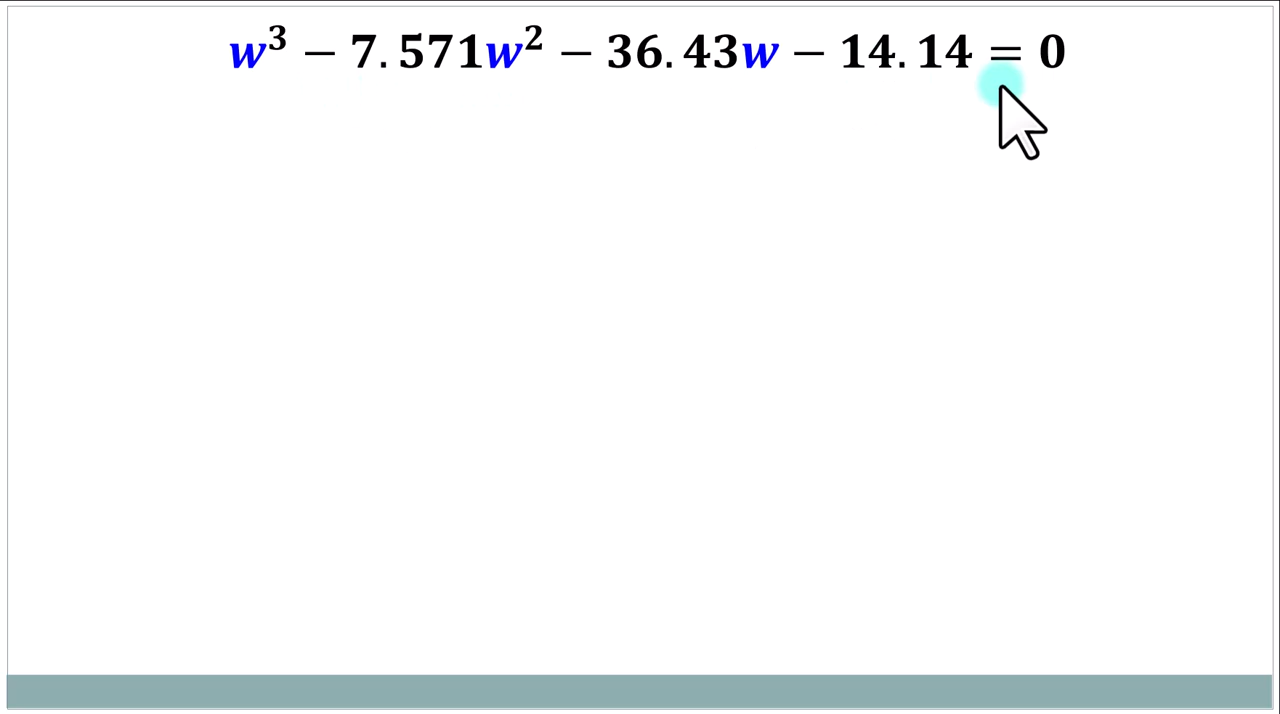 w³ − 7.571w² − 36.43w − 14.14 = 0